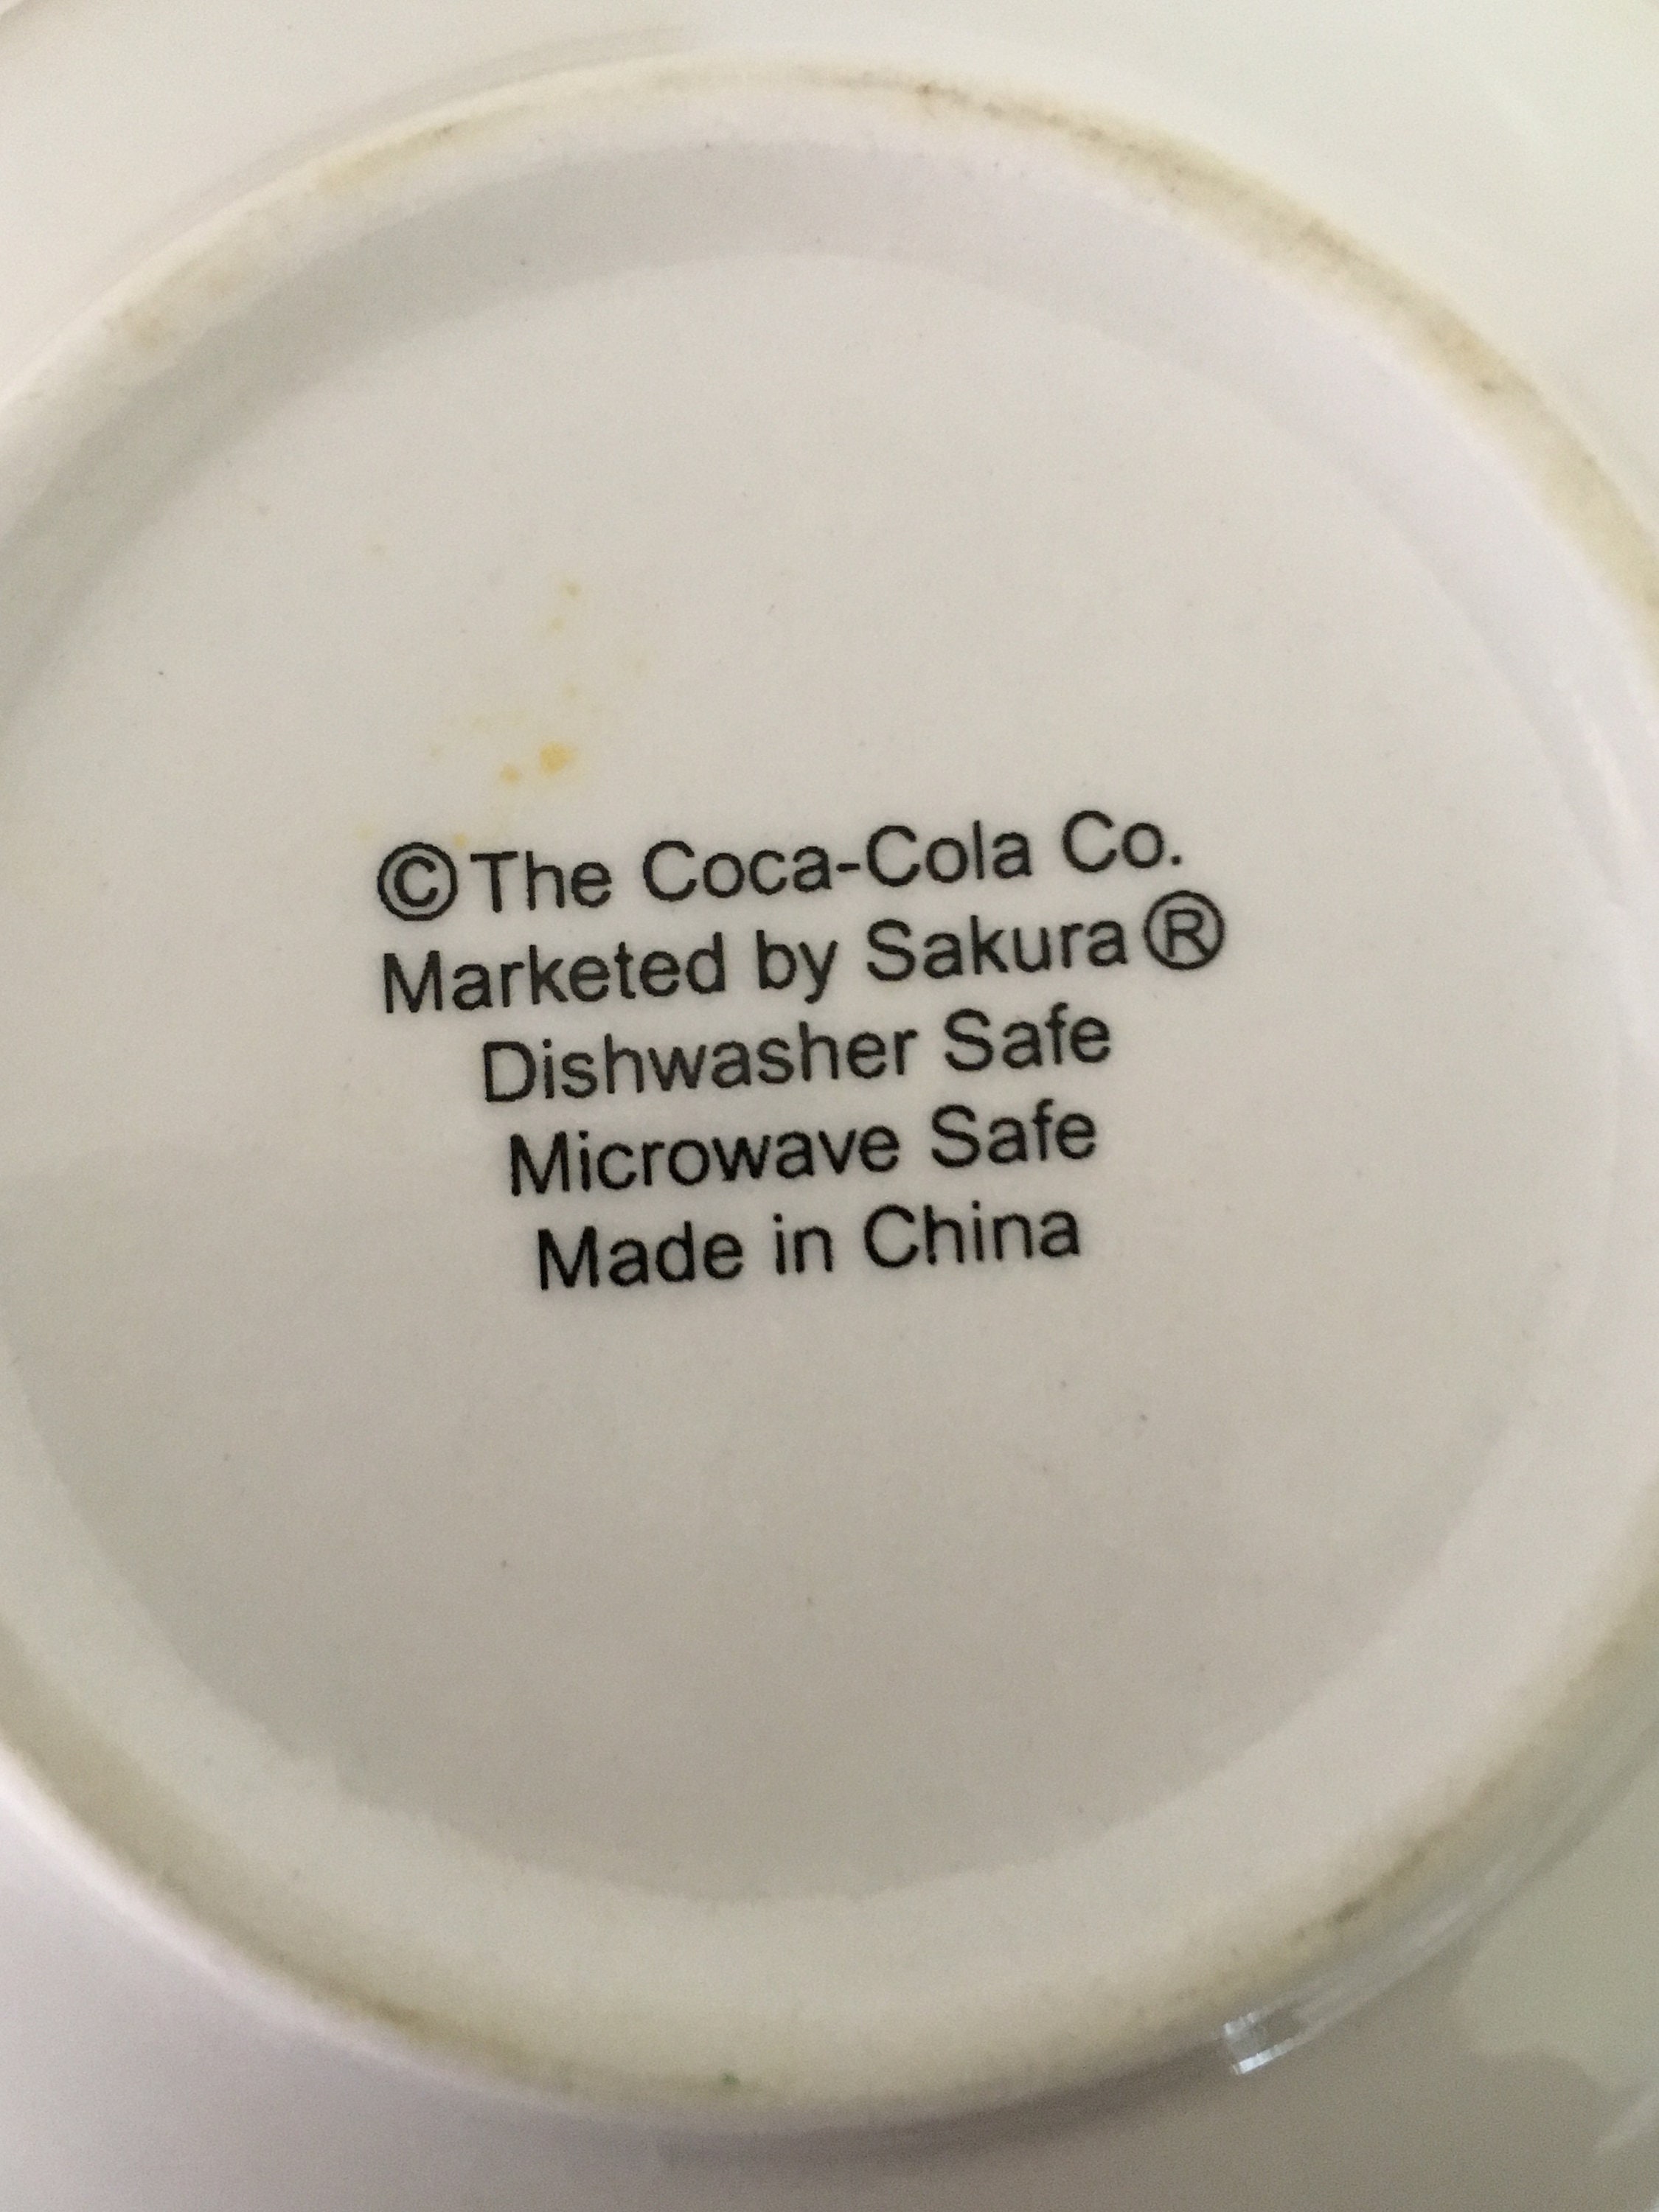 ©The Coca-Cola Co.
Marketed by Sakura®
Dishwasher Safe
Microwave Safe
Made in China